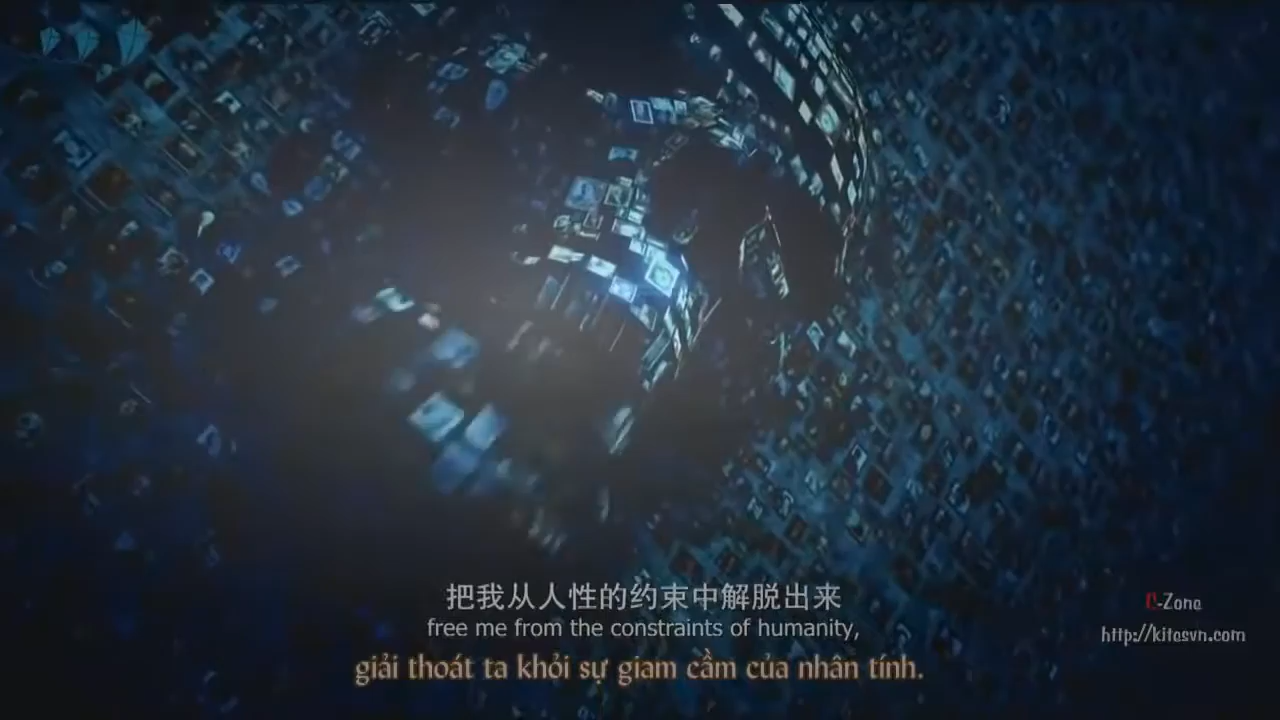 把我从人性的约束中解脱出来
free me from the constraints of humanity,
giải thoát ta khỏi sự giam cầm của nhân tính.
-Zone
http://kitesvn.com